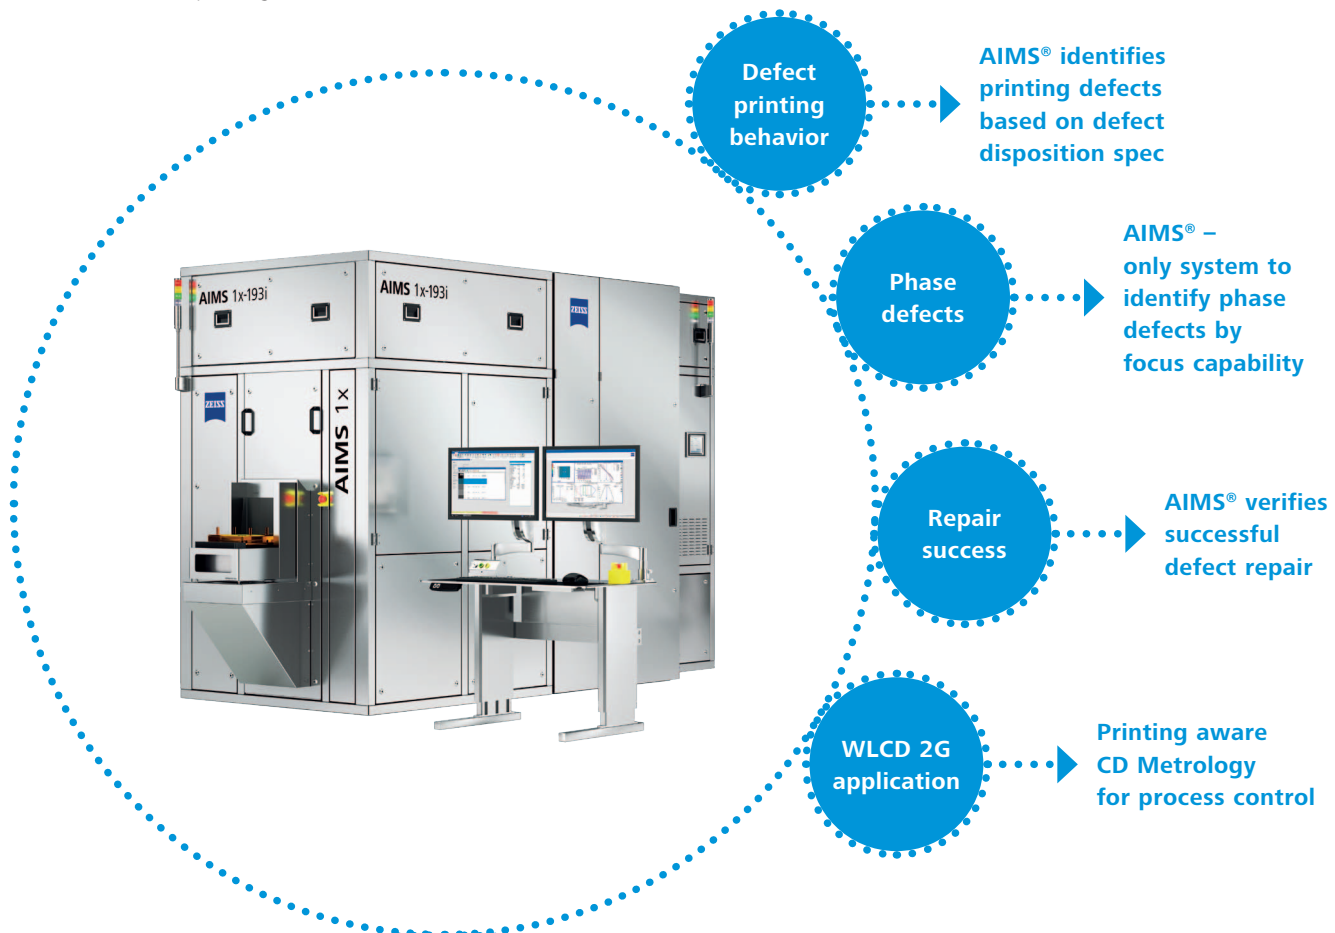 Defect
printing
behavior
AIMS® identifies
printing defects
based on defect
disposition spec
Phase
defects
AIMS® –
only system to
identify phase
defects by
focus capability
Repair
success
AIMS® verifies
successful
defect repair
WLCD 2G
application
Printing aware
CD Metrology
for process control
AIMS 1x-193i
AIMS 1x-193i
ZEISS
ZEISS
AIMS 1x